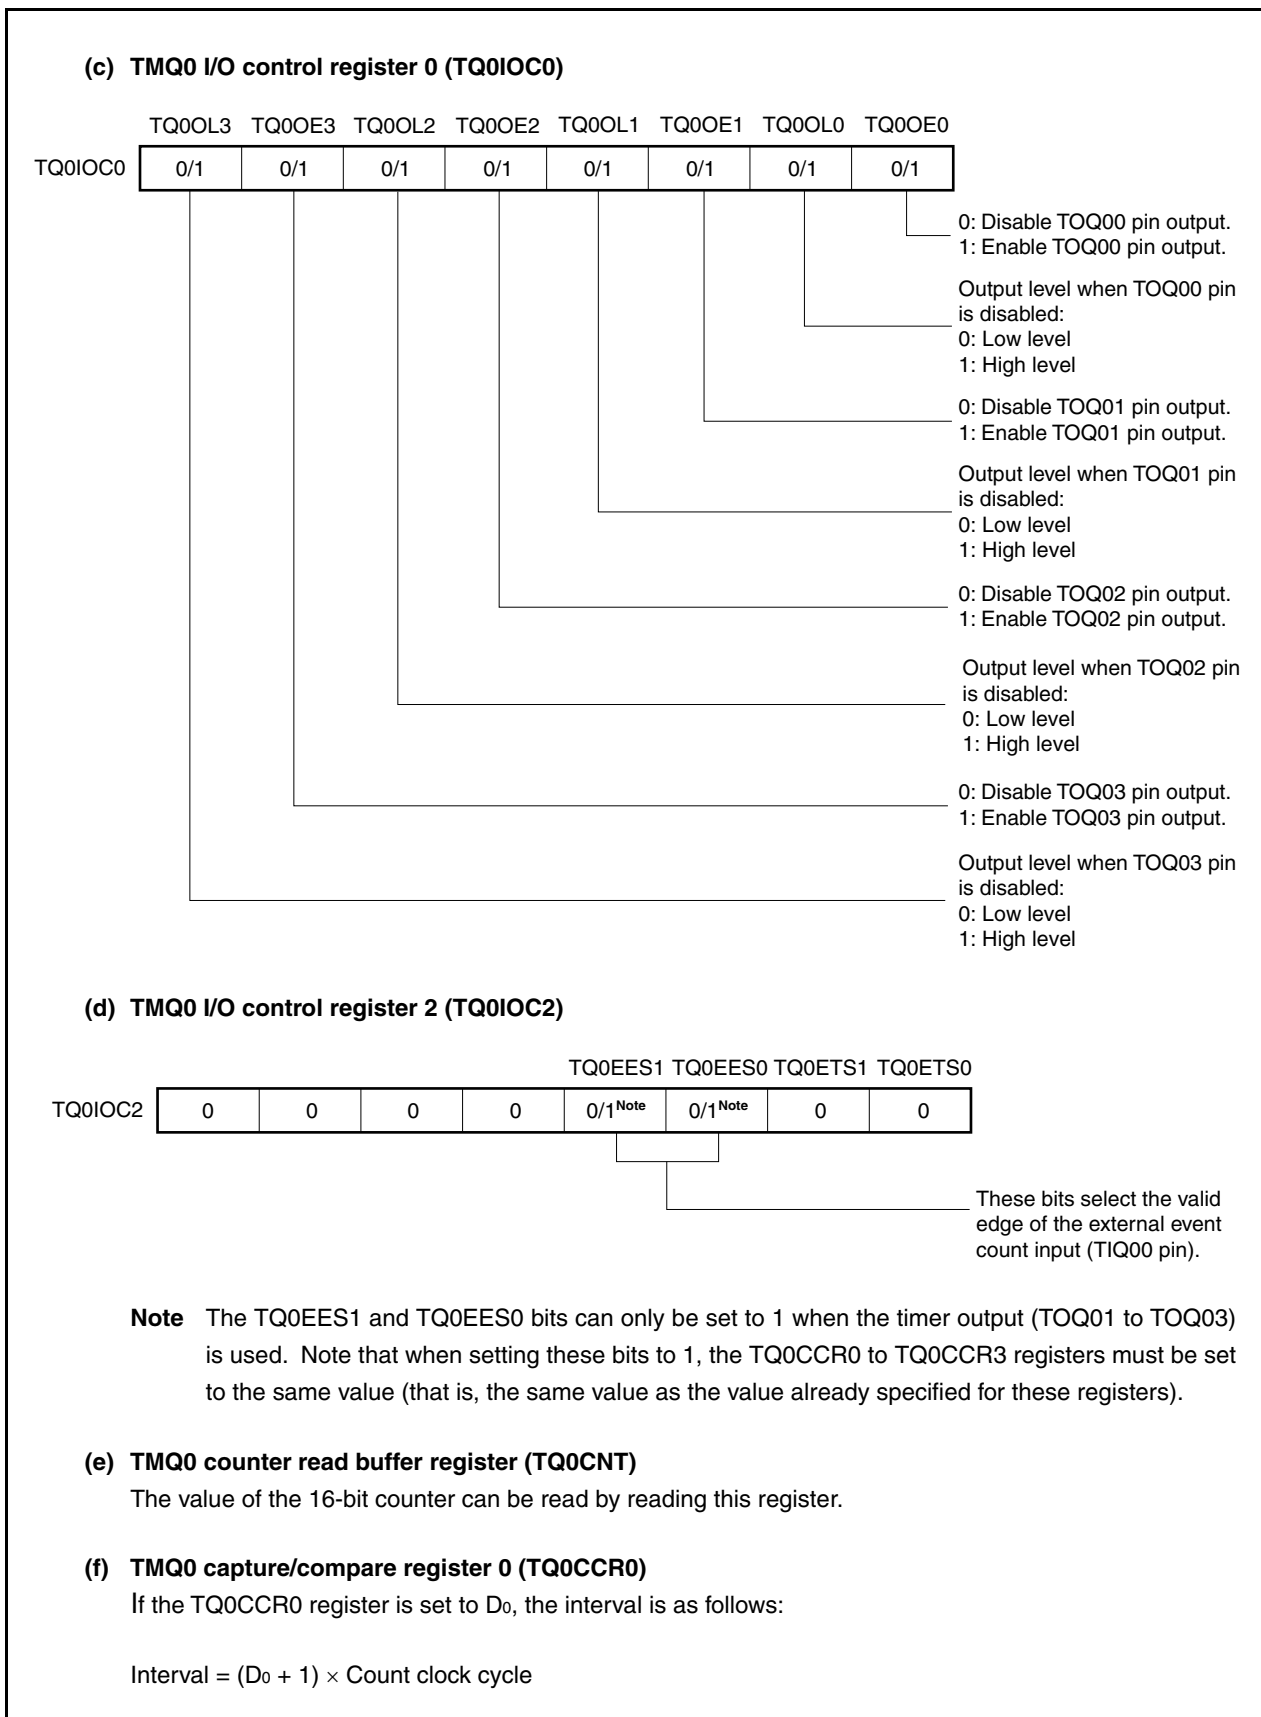 (c) TMQ0 I/O control register 0 (TQ0IOC0)
TQ0OL3 TQ0OE3 TQ0OL2 TQ0OE2 TQ0OL1 TQ0OE1 TQ0OL0 TQ0OE0
TQ0IOC0 0/1 0/1 0/1 0/1 0/1 0/1 0/1 0/1
0: Disable TOQ00 pin output.
1: Enable TOQ00 pin output.
Output level when TOQ00 pin
is disabled:
0: Low level
1: High level
0: Disable TOQ01 pin output.
1: Enable TOQ01 pin output.
Output level when TOQ01 pin
is disabled:
0: Low level
1: High level
0: Disable TOQ02 pin output.
1: Enable TOQ02 pin output.
Output level when TOQ02 pin
is disabled:
0: Low level
1: High level
0: Disable TOQ03 pin output.
1: Enable TOQ03 pin output.
Output level when TOQ03 pin
is disabled:
0: Low level
1: High level
(d) TMQ0 I/O control register 2 (TQ0IOC2)
TQ0EES1 TQ0EES0 TQ0ETS1 TQ0ETS0
TQ0IOC2 0 0 0 0 0/1Note 0/1Note 0 0
These bits select the valid
edge of the external event
count input (TIQ00 pin).
Note The TQ0EES1 and TQ0EES0 bits can only be set to 1 when the timer output (TOQ01 to TOQ03)
is used. Note that when setting these bits to 1, the TQ0CCR0 to TQ0CCR3 registers must be set
to the same value (that is, the same value as the value already specified for these registers).
(e) TMQ0 counter read buffer register (TQ0CNT)
The value of the 16-bit counter can be read by reading this register.
(f) TMQ0 capture/compare register 0 (TQ0CCR0)
If the TQ0CCR0 register is set to D0, the interval is as follows:
Interval = (D0 + 1) × Count clock cycle